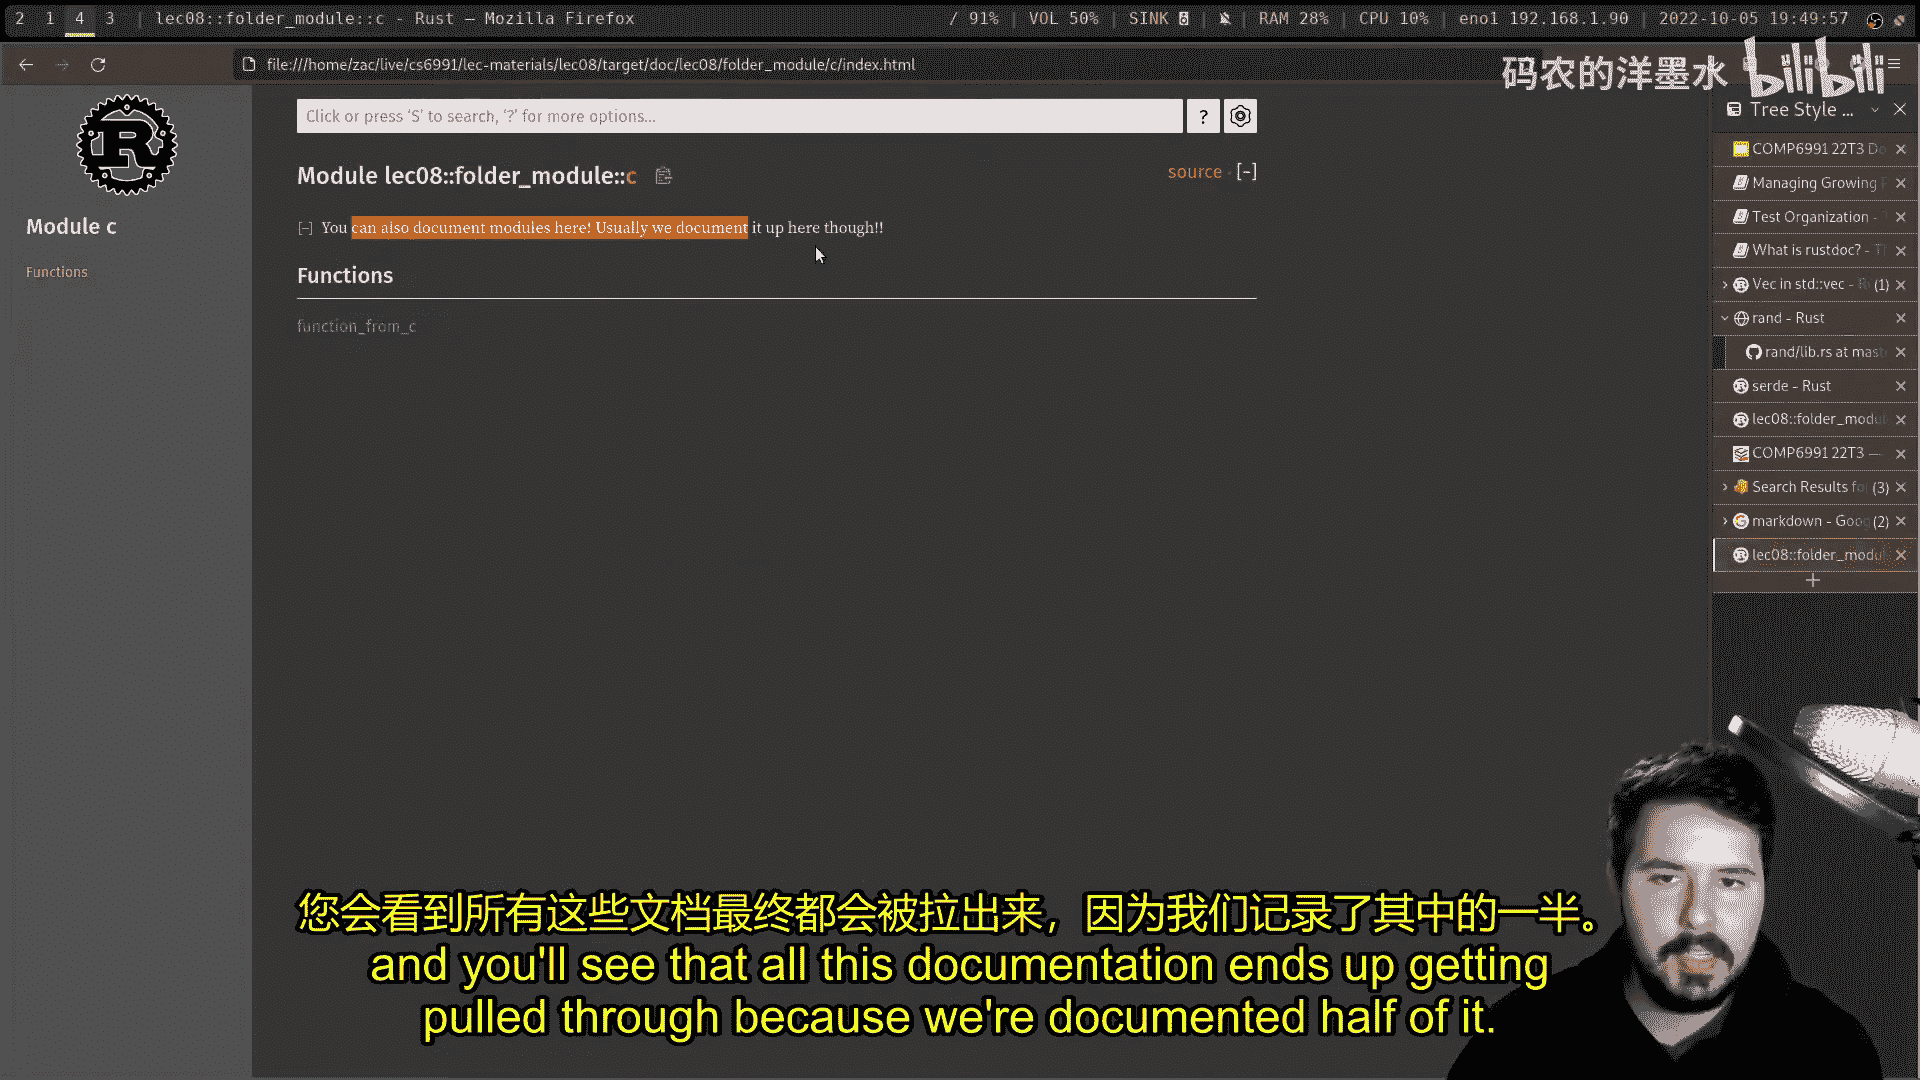 2 1 4 3 | lec08::folder_module::c - Rust — Mozilla Firefox
/ 91% | VOL 50% | SINK | | RAM 28% | CPU 10% | eno1 192.168.1.90 | 2022-10-05 19:49:57
file:///home/zac/live/cs6991/lec-materials/lec08/target/doc/lec08/folder_module/c/index.html
码农的洋墨水 bilibili
Click or press ‘S’ to search, ‘?’ for more options...
?
Module c
Functions
Module lec08::folder_module::c
source · [-]
[-] You can also document modules here! Usually we document it up here though!!
Functions
function_from_c
Tree Style ...
COMP6991 22T3 Do
Managing Growing
Test Organization -
What is rustdoc? -
Vec in std::vec - (1)
rand - Rust
rand/lib.rs at mast
serde - Rust
lec08::folder_modu
COMP6991 22T3 —
Search Results fo (3)
markdown - Goog (2)
lec08::folder_modu
+
您会看到所有这些文档最终都会被拉出来，因为我们记录了其中的一半。
and you'll see that all this documentation ends up getting
pulled through because we're documented half of it.